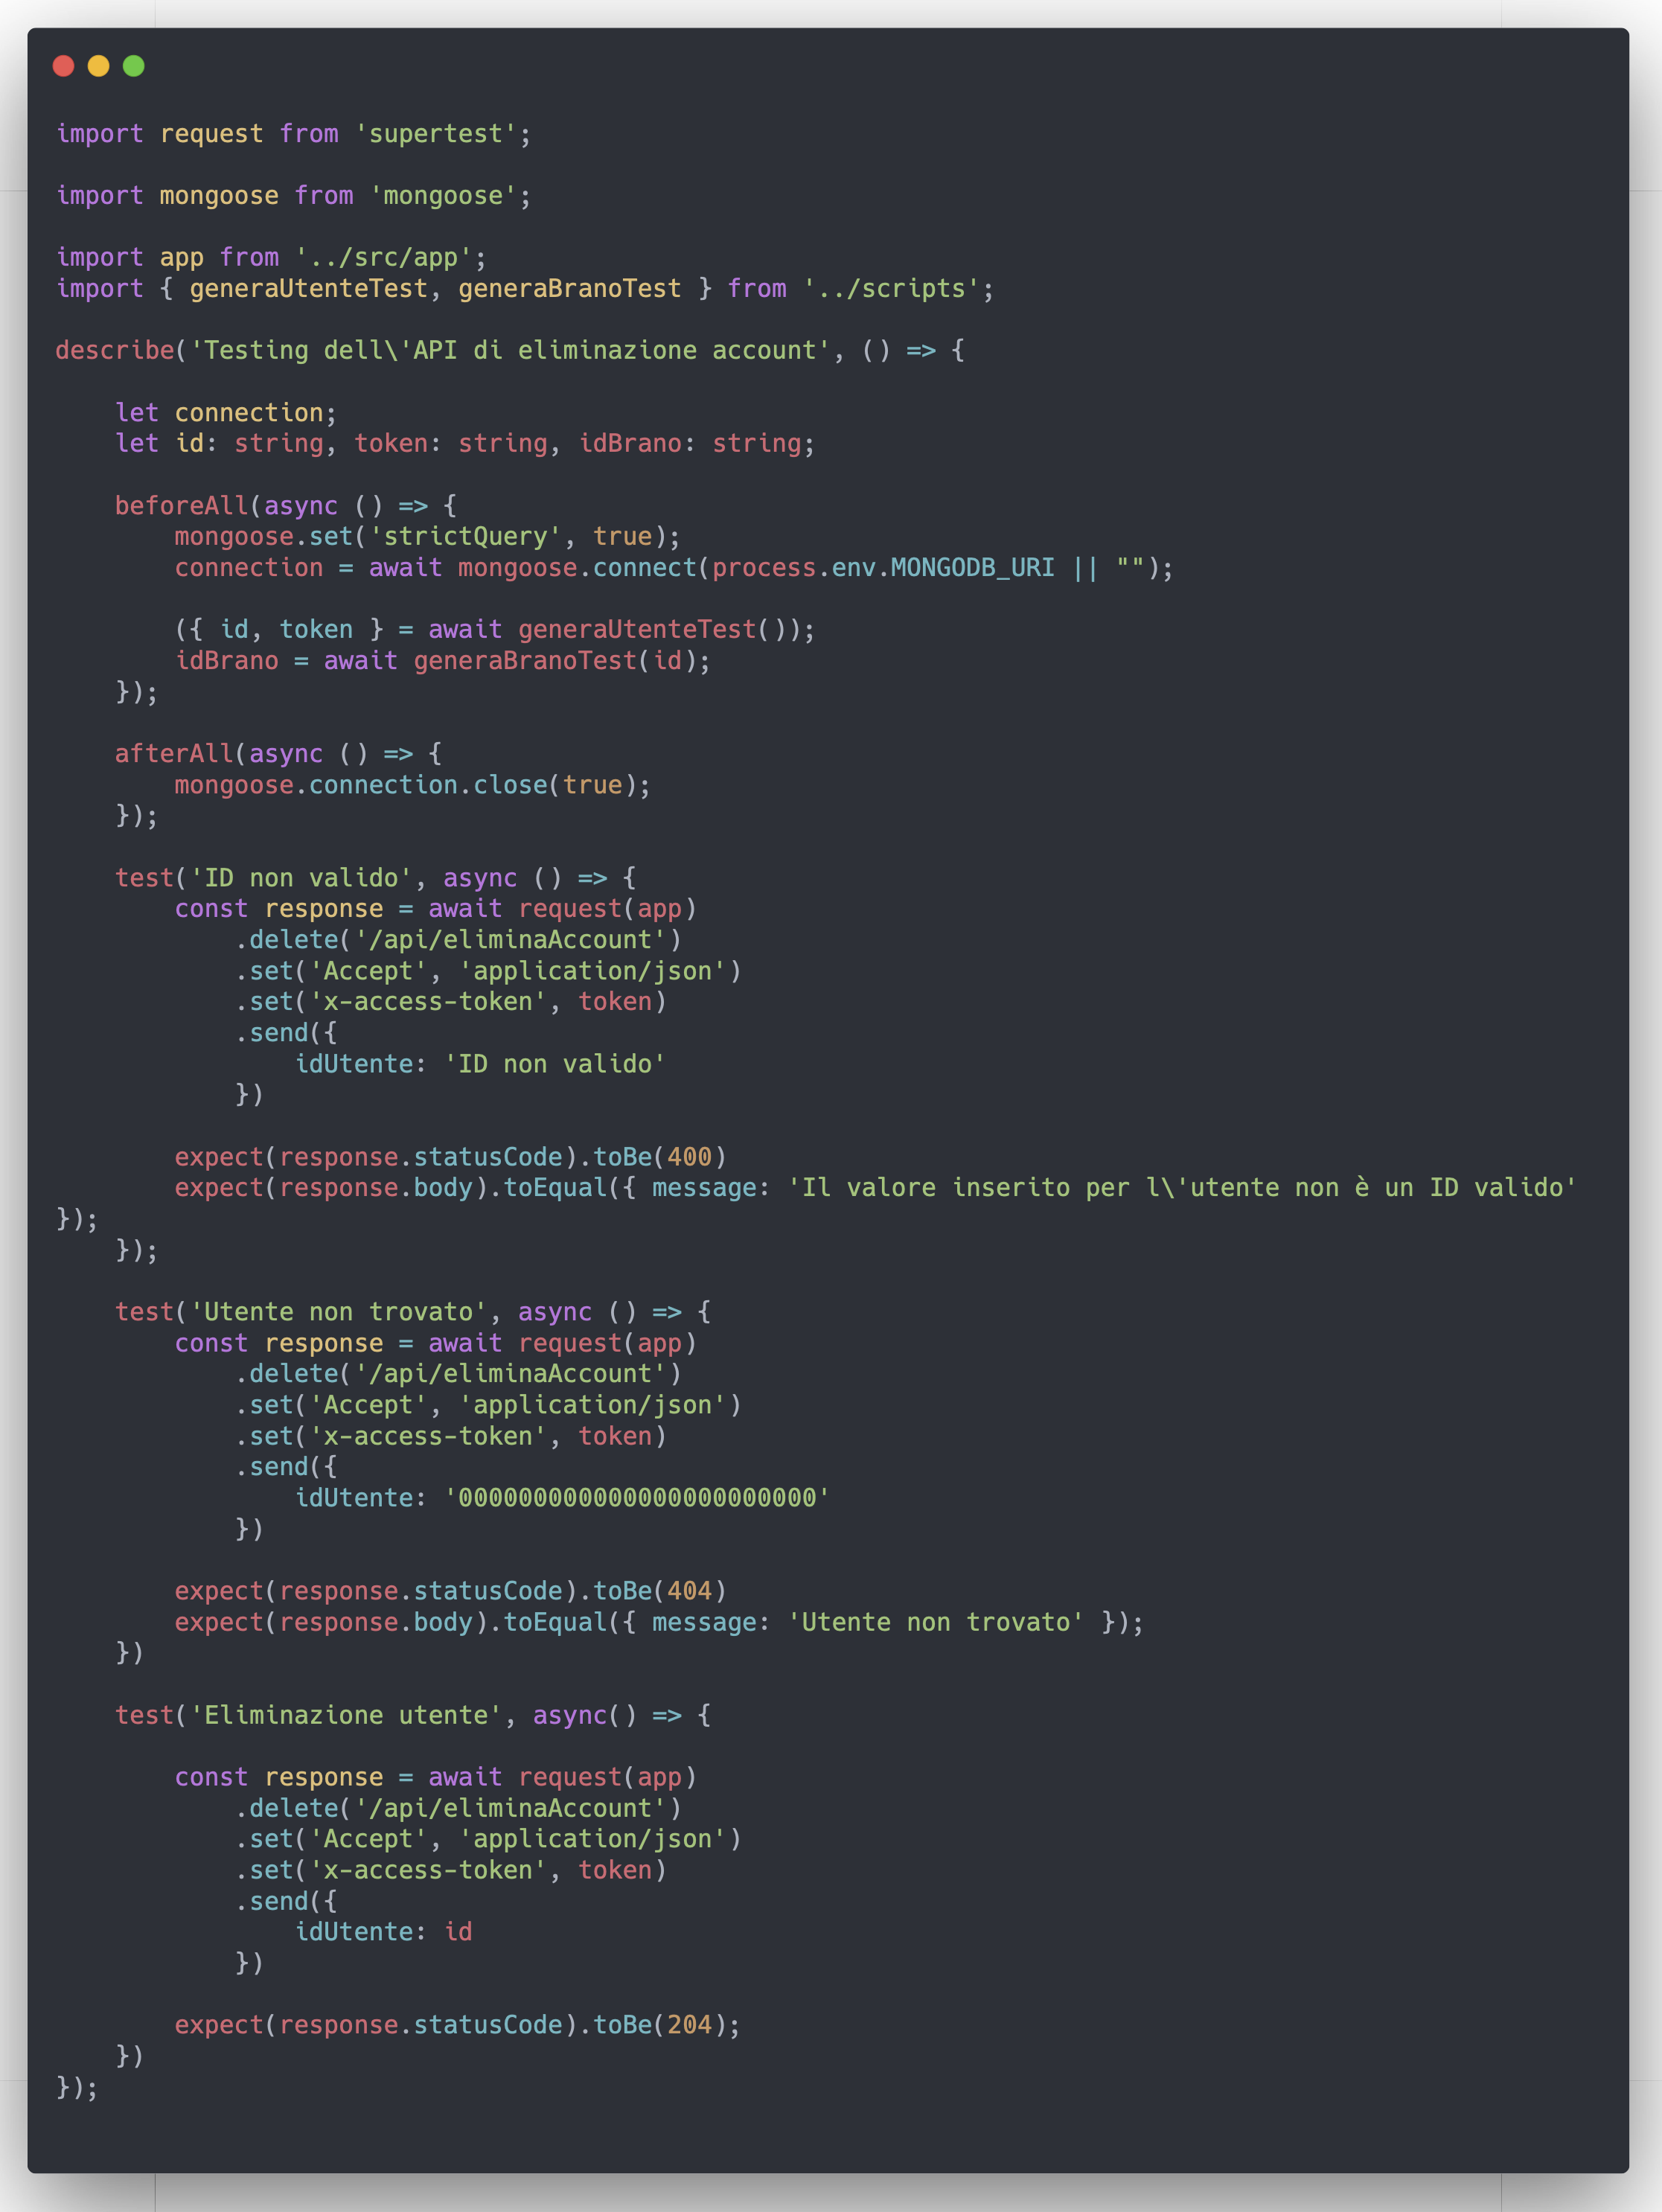 import request from 'supertest';
import mongoose from 'mongoose';
import app from '../src/app';
import { generaUtenteTest, generaBranoTest } from '../scripts';
describe('Testing dell\'API di eliminazione account', () => {
    let connection;
    let id: string, token: string, idBrano: string;
    beforeAll(async () => {
        mongoose.set('strictQuery', true);
        connection = await mongoose.connect(process.env.MONGODB_URI || "");
        ({ id, token } = await generaUtenteTest());
        idBrano = await generaBranoTest(id);
    });
    afterAll(async () => {
        mongoose.connection.close(true);
    });
    test('ID non valido', async () => {
        const response = await request(app)
            .delete('/api/eliminaAccount')
            .set('Accept', 'application/json')
            .set('x-access-token', token)
            .send({
                idUtente: 'ID non valido'
            })
        expect(response.statusCode).toBe(400)
        expect(response.body).toEqual({ message: 'Il valore inserito per l\'utente non è un ID valido'
});
    });
    test('Utente non trovato', async () => {
        const response = await request(app)
            .delete('/api/eliminaAccount')
            .set('Accept', 'application/json')
            .set('x-access-token', token)
            .send({
                idUtente: '000000000000000000000000'
            })
        expect(response.statusCode).toBe(404)
        expect(response.body).toEqual({ message: 'Utente non trovato' });
    })
    test('Eliminazione utente', async() => {
        const response = await request(app)
            .delete('/api/eliminaAccount')
            .set('Accept', 'application/json')
            .set('x-access-token', token)
            .send({
                idUtente: id
            })
        expect(response.statusCode).toBe(204);
    })
});